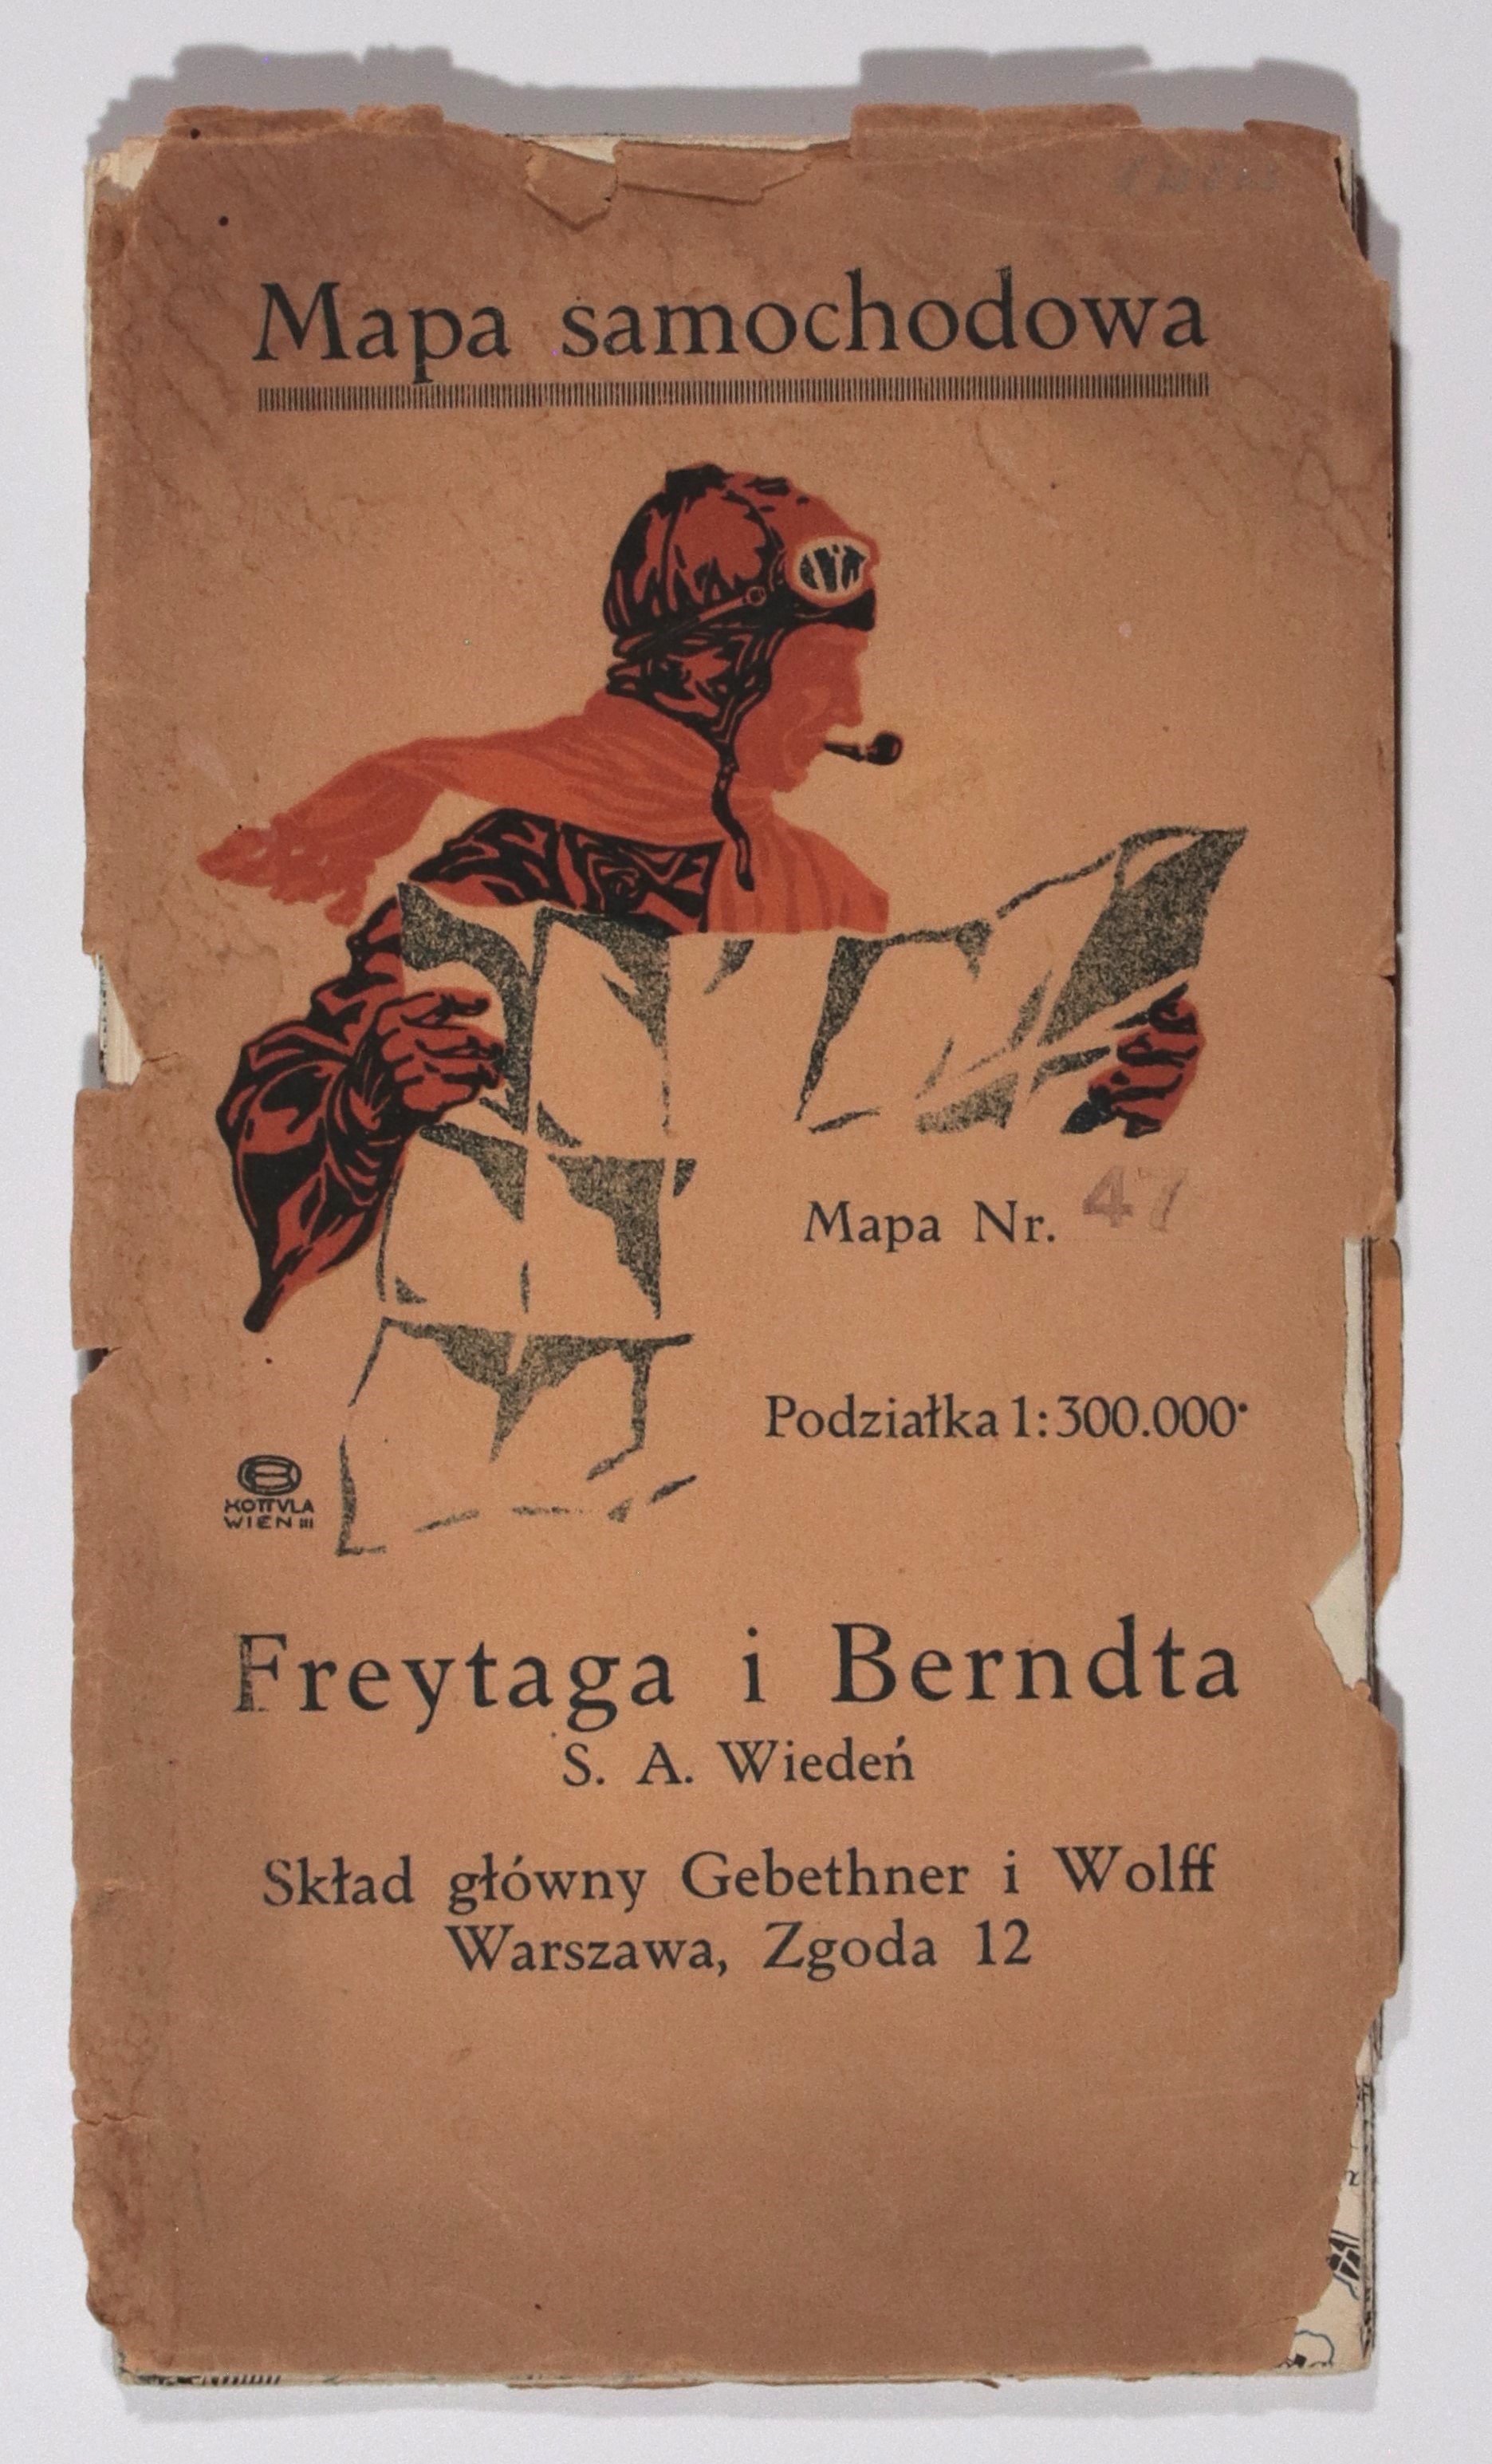 Mapa samochodowa
Mapa Nr. 47
Podziałka 1:300.000·
KOTTVLA
WIEN III
Freytaga i Berndta
S. A. Wiedeń
Skład główny Gebethner i Wolff
Warszawa, Zgoda 12